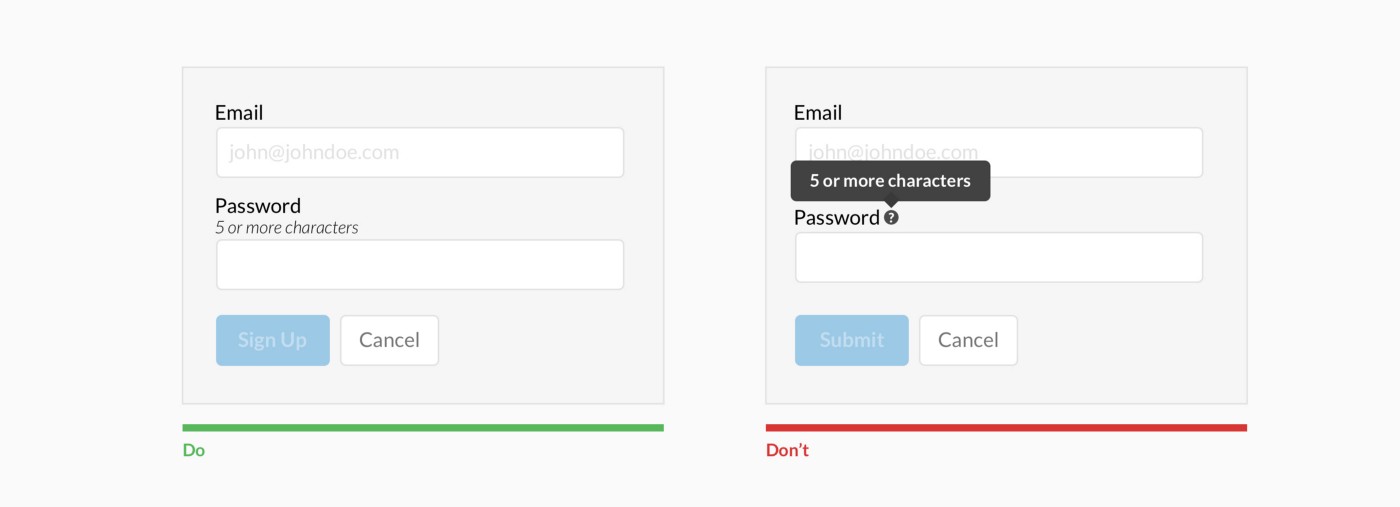 Email
john@johndoe.com
Password
5 or more characters
Sign Up
Cancel
Do
Email
john@johndoe.com
5 or more characters
Password ?
Submit
Cancel
Don’t